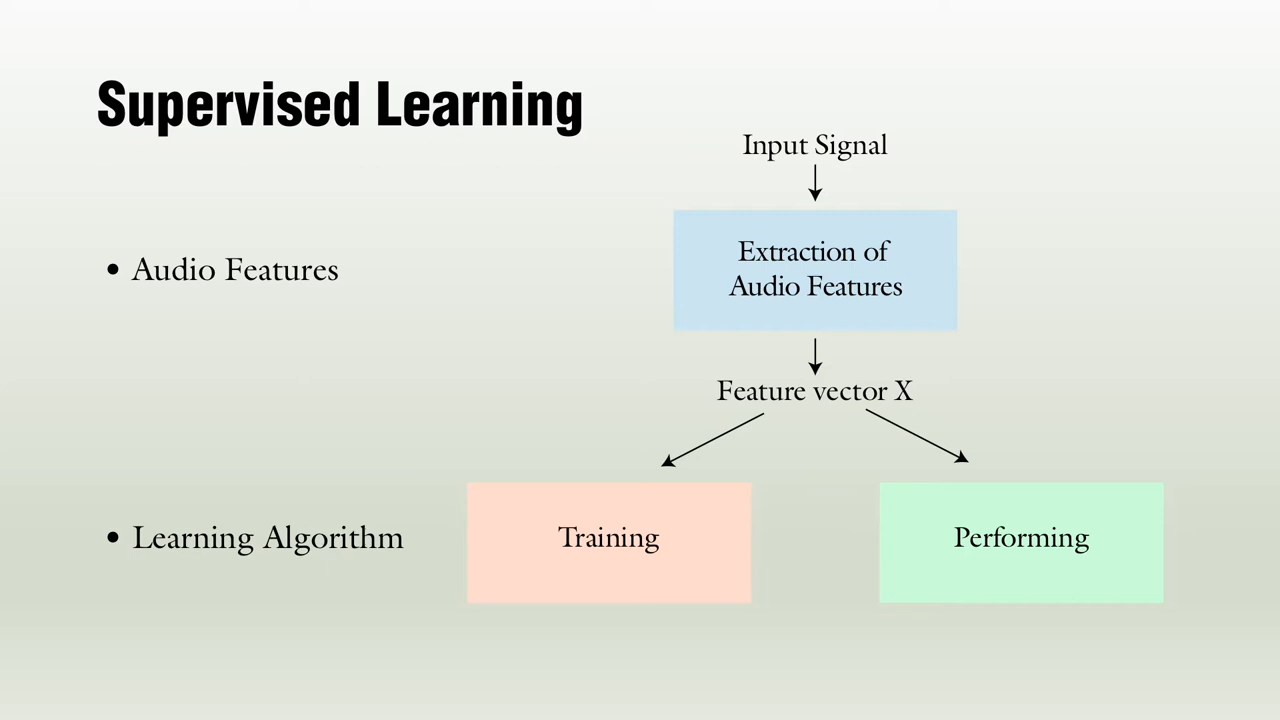 Supervised Learning
Input Signal
• Audio Features
Extraction of
Audio Features
Feature vector X
• Learning Algorithm
Training
Performing